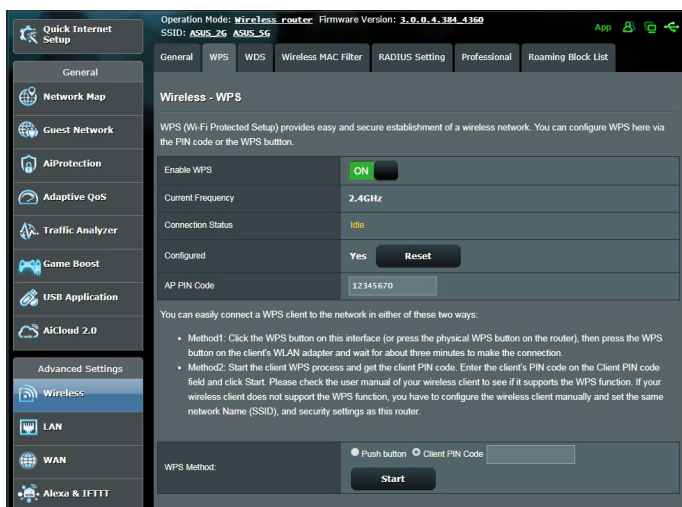 Quick Internet
Setup
General
Network Map
Guest Network
AiProtection
Adaptive QoS
Traffic Analyzer
Game Boost
USB Application
AiCloud 2.0
Advanced Settings
Wireless
LAN
WAN
Alexa & IFTTT
Operation Mode: Wireless router Firmware Version: 3.0.0.4.384_4360
SSID: ASUS_2G ASUS_5G
App
General WPS WDS Wireless MAC Filter RADIUS Setting Professional Roaming Block List
Wireless - WPS
WPS (Wi-Fi Protected Setup) provides easy and secure establishment of a wireless network. You can configure WPS here via
the PIN code or the WPS buttton.
Enable WPS ON
Current Frequency 2.4GHz
Connection Status Idle
Configured Yes Reset
AP PIN Code 12345670
You can easily connect a WPS client to the network in either of these two ways:
• Method1: Click the WPS button on this interface (or press the physical WPS button on the router), then press the WPS
button on the client's WLAN adapter and wait for about three minutes to make the connection.
• Method2: Start the client WPS process and get the client PIN code. Enter the client's PIN code on the Client PIN code
field and click Start. Please check the user manual of your wireless client to see if it supports the WPS function. If your
wireless client does not support the WPS function, you have to configure the wireless client manually and set the same
network Name (SSID), and security settings as this router.
WPS Method: Push button Client PIN Code
Start